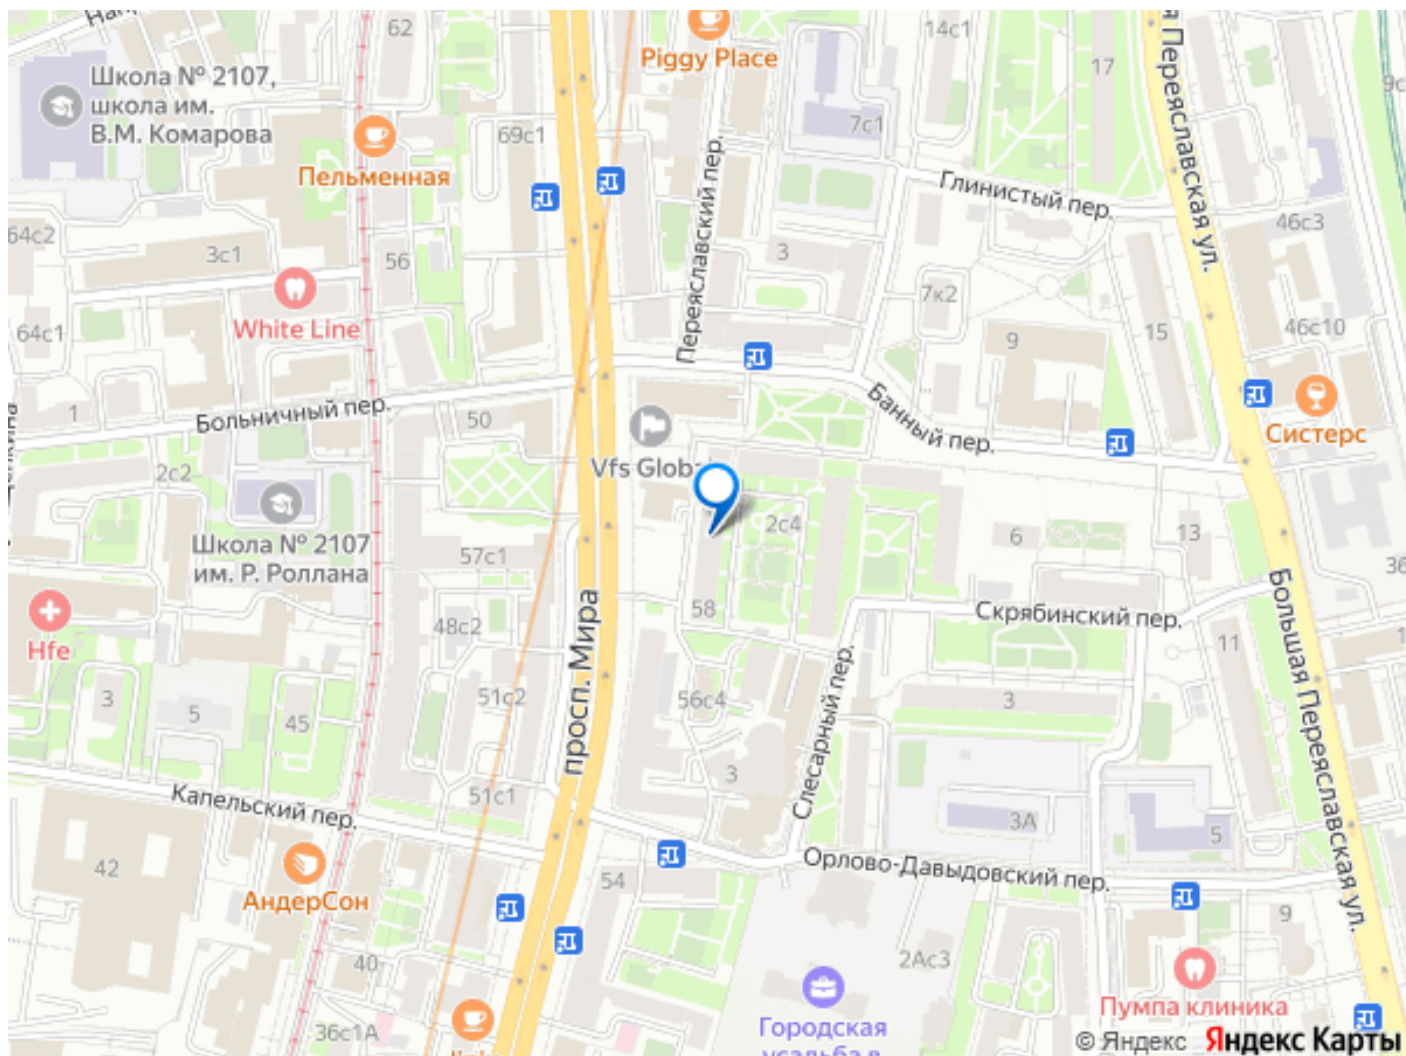 62
Piggy Place
14с1
17
Школа № 2107,
школа им.
В.М. Комарова
Пельменная
69с1
7с1
Переяславский пер.
Глинистый пер.
Переяславская ул.
64с2
3с1
56
3
46с3
7к2
White Line
64с1
9
15
46с10
1
Больничный пер.
50
Банный пер.
Систерс
Vfs Global
2с2
2с4
Школа № 2107
им. Р. Роллана
57с1
6
13
36
Hfe
48с2
просп. Мира
58
Скрябинский пер.
11
Большая Переяславская ул.
3
5
45
51с2
56с4
Слесарный пер.
3
3
Капельский пер.
51с1
3А
5
42
АндерСон
54
Орлово-Давыдовский пер.
9
40
2Ас3
36с1А
Городская
усадьба в
Пумпа клиника
© Яндекс Яндекс Карты